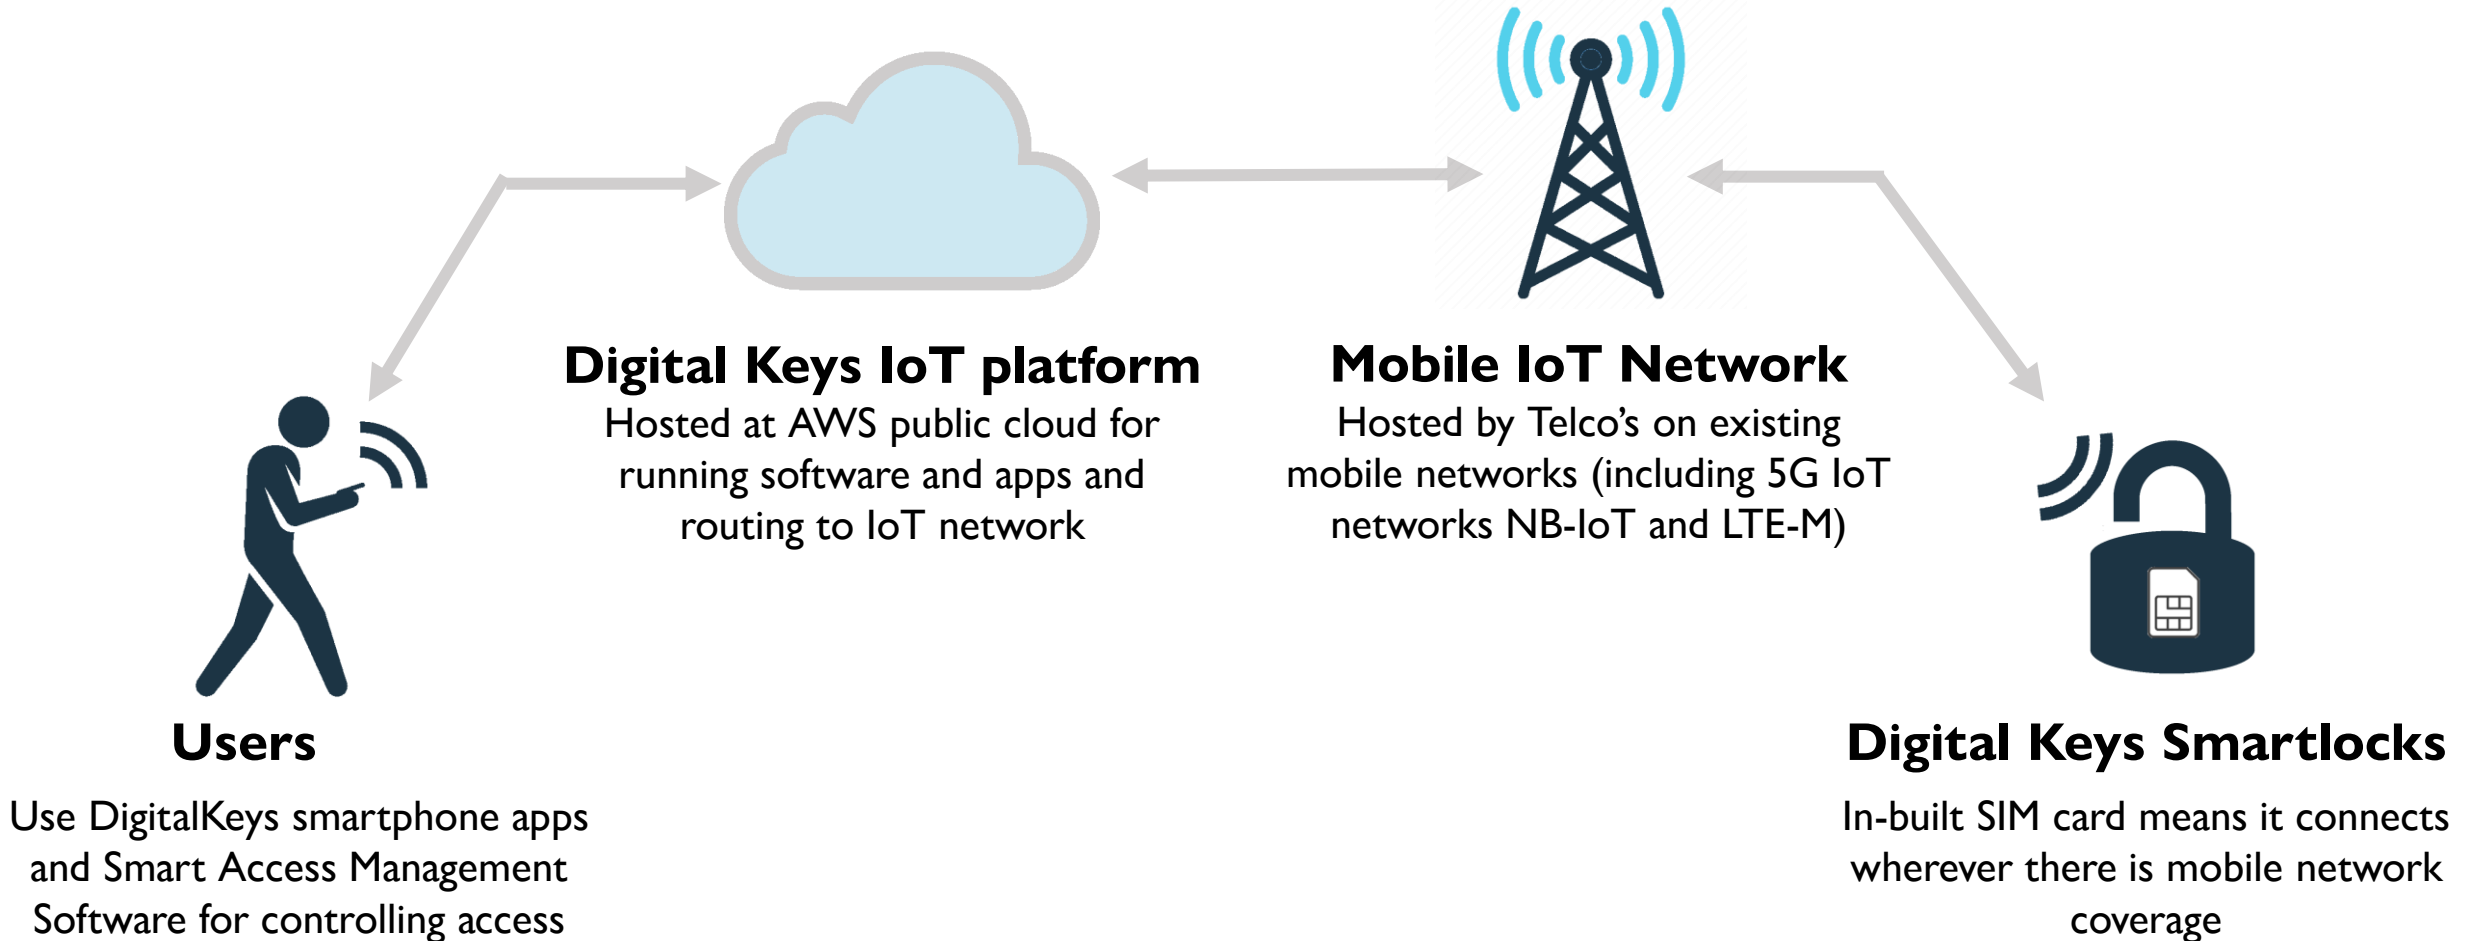 Digital Keys IoT platform
Hosted at AWS public cloud for
running software and apps and
routing to IoT network
Mobile IoT Network
Hosted by Telco’s on existing
mobile networks (including 5G IoT
networks NB-IoT and LTE-M)
Users
Use DigitalKeys smartphone apps
and Smart Access Management
Software for controlling access
Digital Keys Smartlocks
In-built SIM card means it connects
wherever there is mobile network
coverage